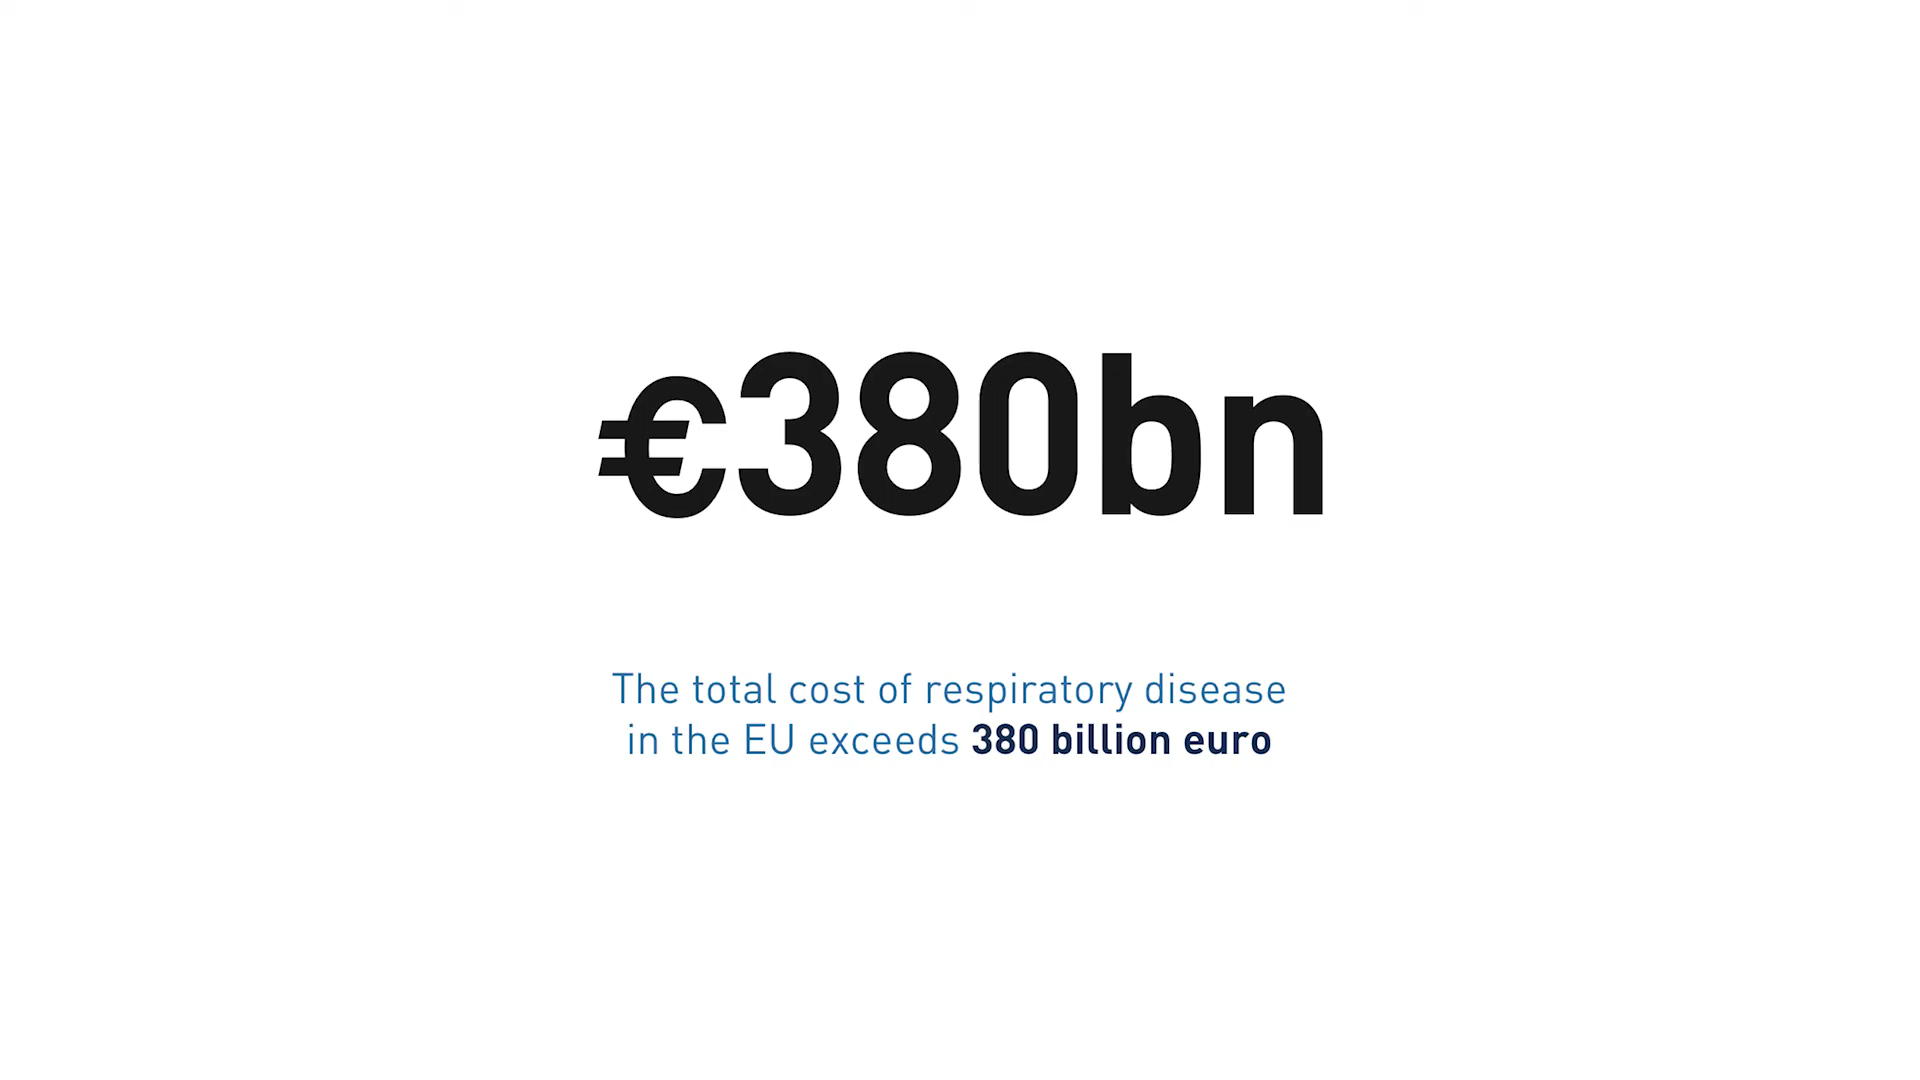 €380bn
The total cost of respiratory disease
in the EU exceeds 380 billion euro